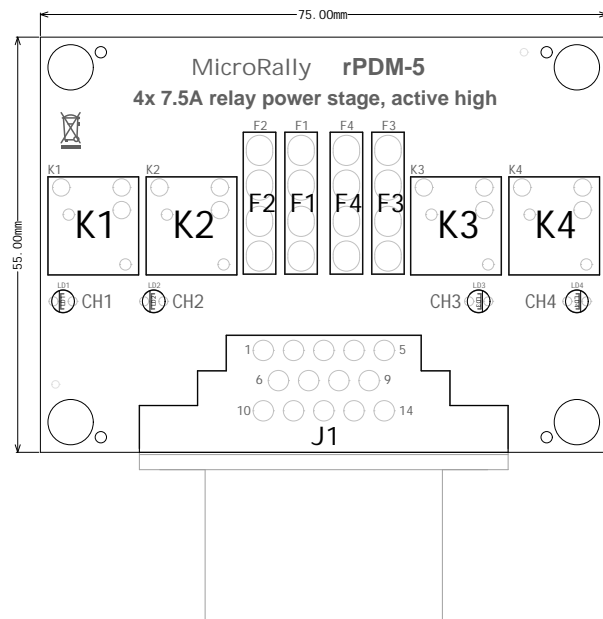 75.00mm
55.00mm
MicroRally rPDM-5
4x 7.5A relay power stage, active high
F2 F1 F4 F3
K1 K2 K3 K4
F2 F1 F4 F3
K1 K2 K3 K4
LD1 LD2 LD3 LD4
CH1 CH2 CH3 CH4
1 5
6 9
10 14
J1